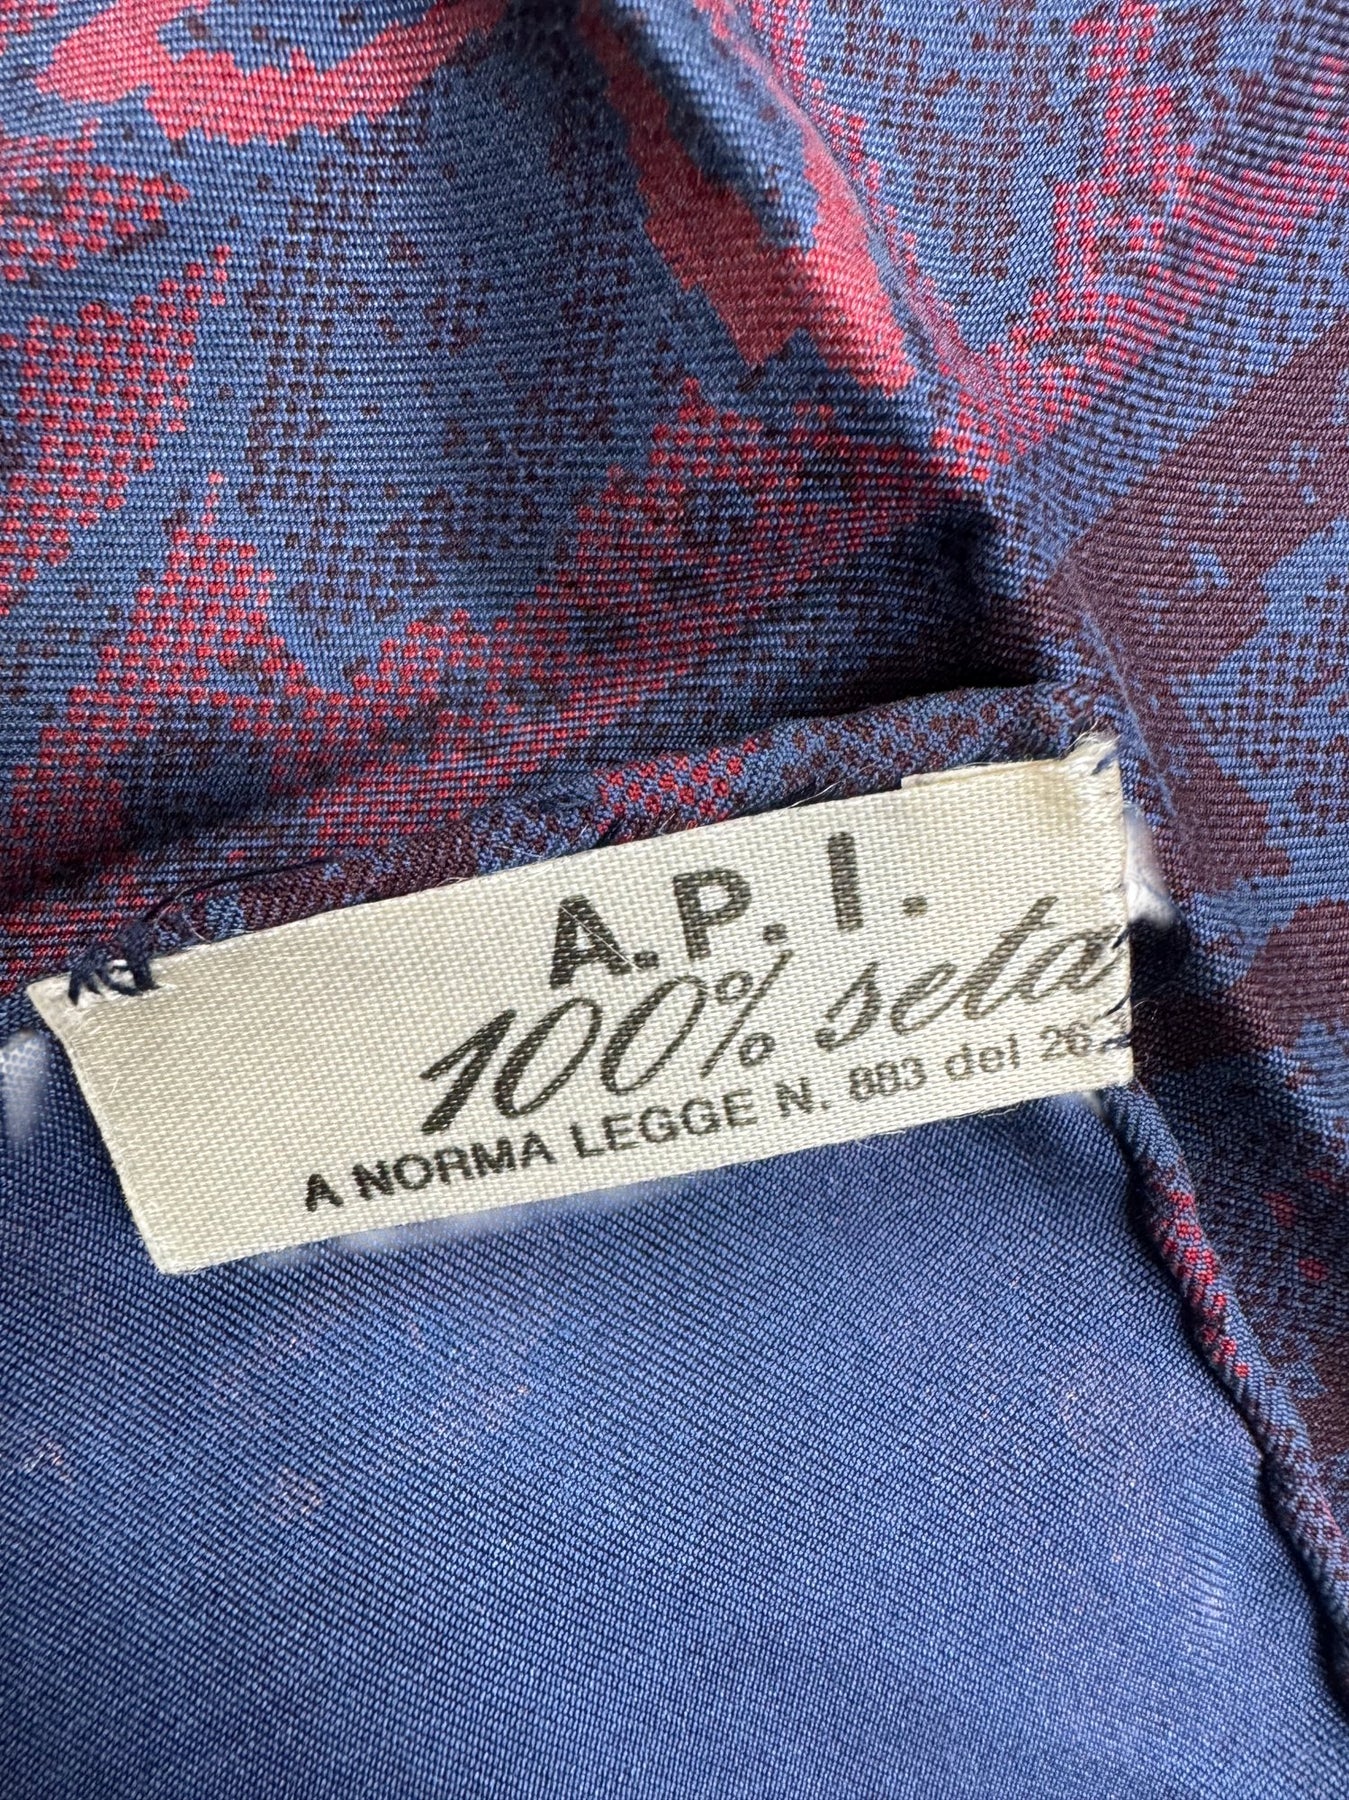 A.P.I.
100% seta
A NORMA LEGGE N. 883 del 26